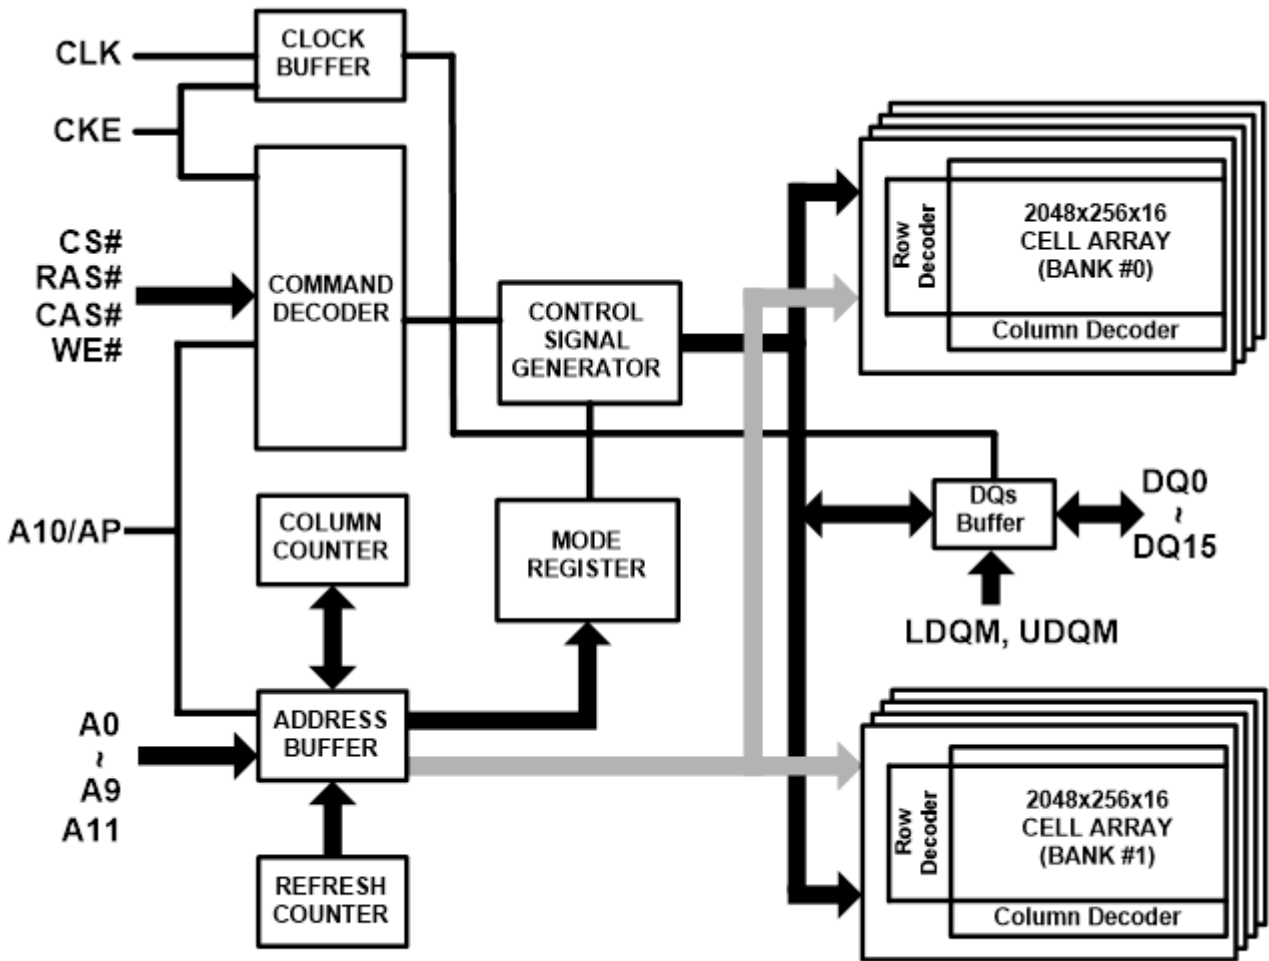 CLK
CLOCK
BUFFER
CKE
CS#
RAS#
CAS#
WE#
COMMAND
DECODER
CONTROL
SIGNAL
GENERATOR
Row
Decoder
2048x256x16
CELL ARRAY
(BANK #0)
Column Decoder
A10/AP
COLUMN
COUNTER
MODE
REGISTER
DQs
Buffer
DQ0
~
DQ15
LDQM, UDQM
A0
~
A9
A11
ADDRESS
BUFFER
REFRESH
COUNTER
Row
Decoder
2048x256x16
CELL ARRAY
(BANK #1)
Column Decoder